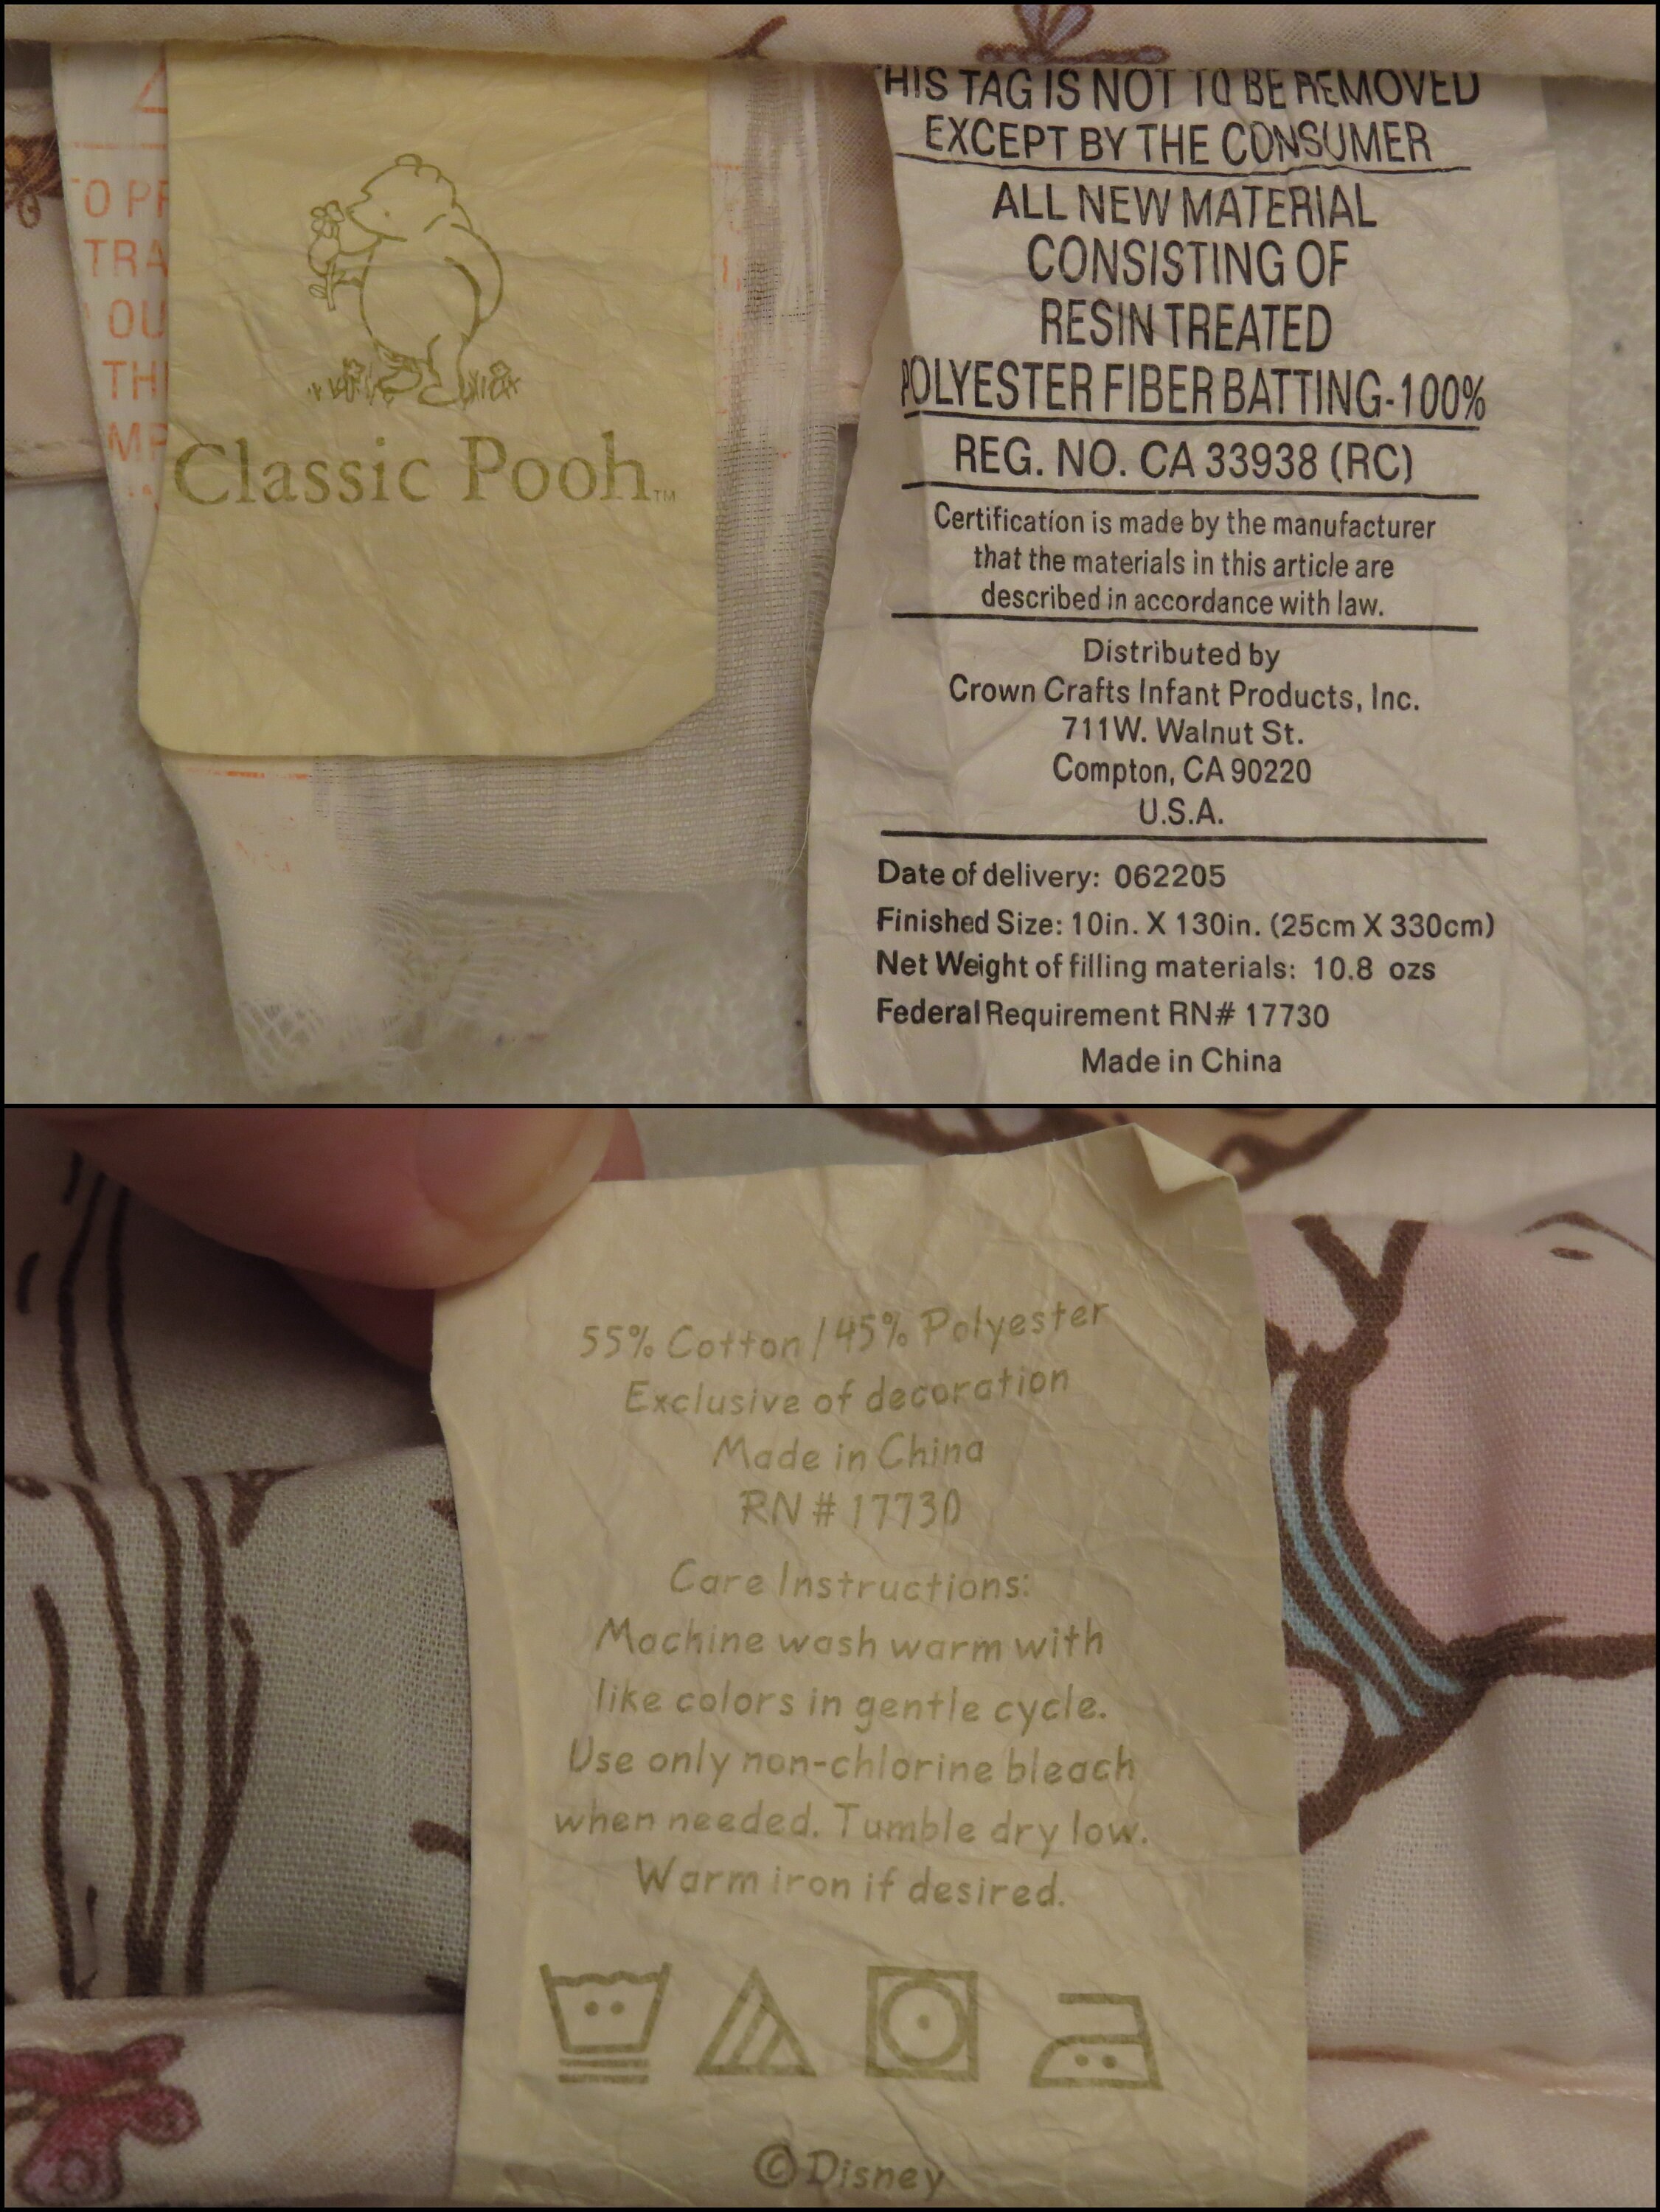 Classic Pooh™
HIS TAG IS NOT TO BE REMOVED
EXCEPT BY THE CONSUMER
ALL NEW MATERIAL
CONSISTING OF
RESIN TREATED
POLYESTER FIBER BATTING-100%
REG. NO. CA 33938 (RC)
Certification is made by the manufacturer
that the materials in this article are
described in accordance with law.
Distributed by
Crown Crafts Infant Products, Inc.
711W. Walnut St.
Compton, CA 90220
U.S.A.
Date of delivery: 062205
Finished Size: 10in. X 130in. (25cm X 330cm)
Net Weight of filling materials: 10.8 ozs
Federal Requirement RN# 17730
Made in China
55% Cotton / 45% Polyester
Exclusive of decoration
Made in China
RN # 17730
Care Instructions:
Machine wash warm with
like colors in gentle cycle.
Use only non-chlorine bleach
when needed. Tumble dry low.
Warm iron if desired.
©Disney